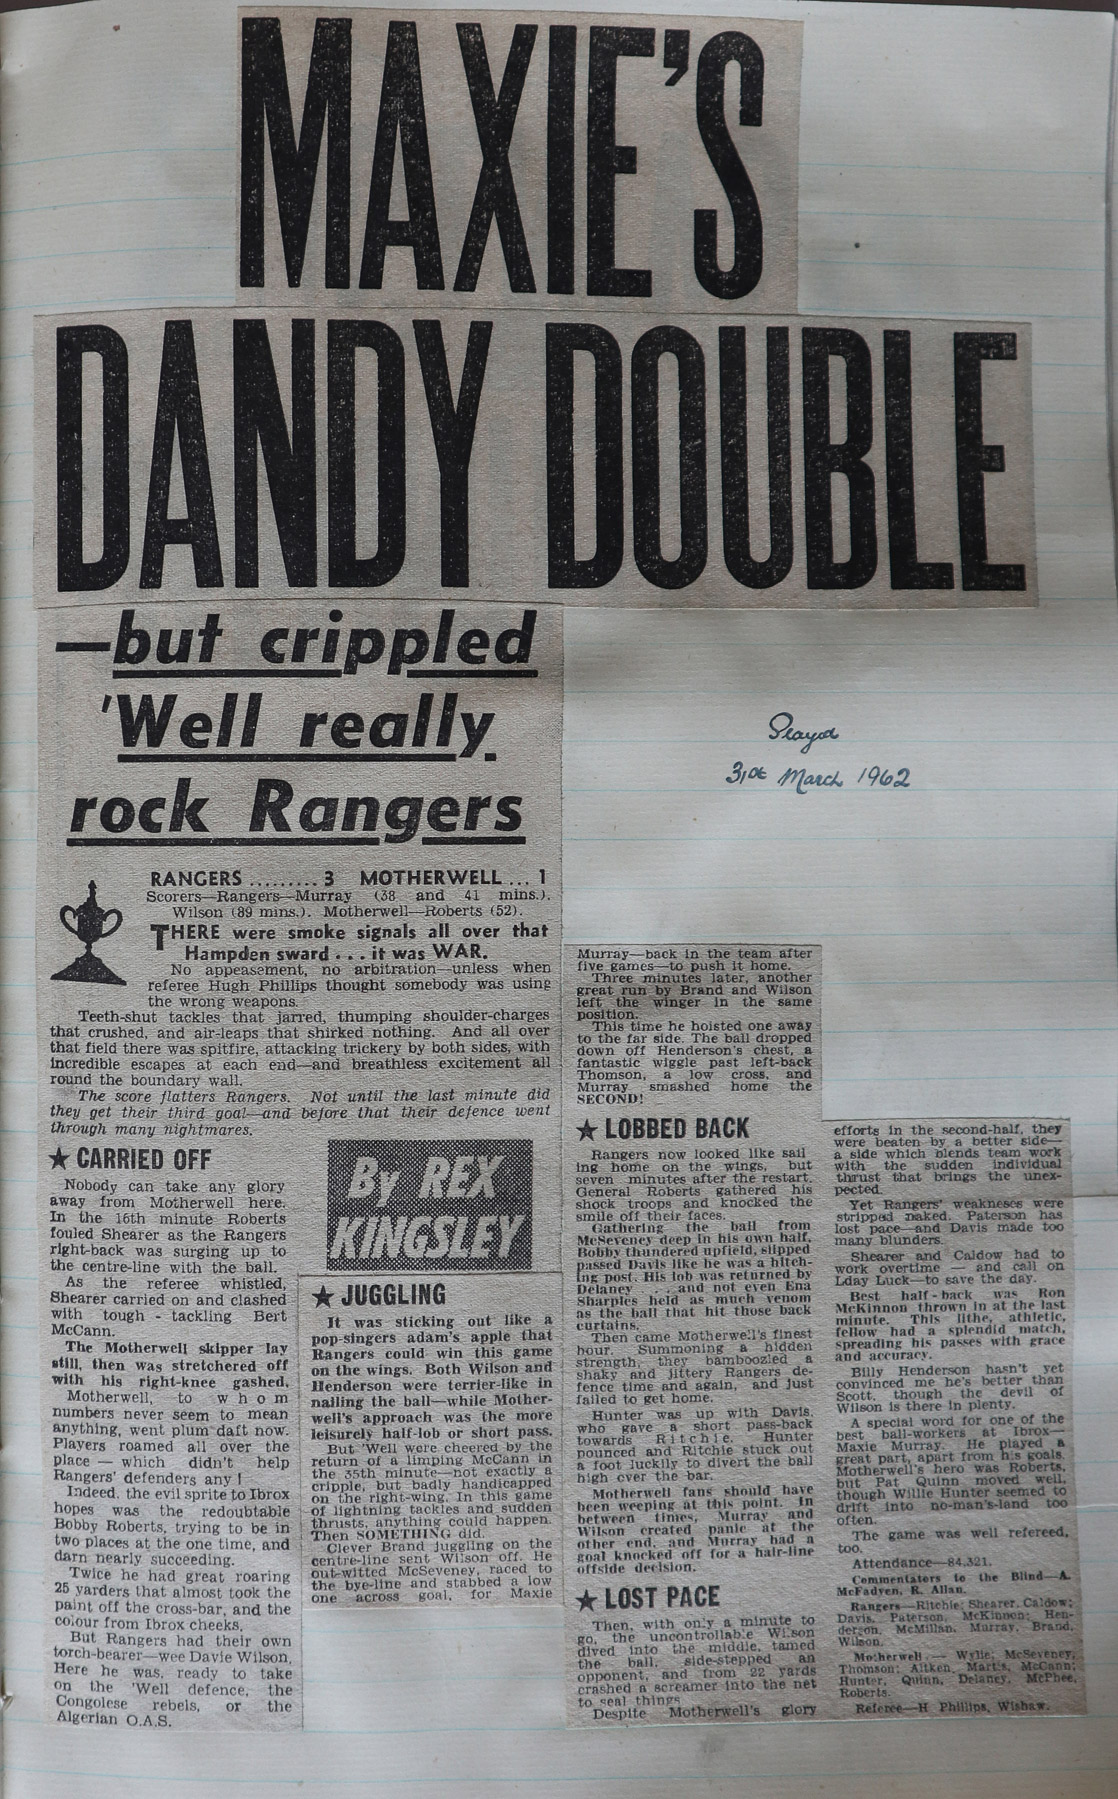 MAXIE'S
DANDY DOUBLE
—but crippled
'Well really
rock Rangers
Played
31st March 1962
RANGERS ......... 3 MOTHERWELL ... 1
Scorers—Rangers—Murray (38 and 41 mins.).
Wilson (89 mins.). Motherwell—Roberts (52).
THERE were smoke signals all over that
Hampden sward . . . it was WAR.
No appeasement, no arbitration—unless when
referee Hugh Phillips thought somebody was using
the wrong weapons.
Teeth-shut tackles that jarred, thumping shoulder-charges
that crushed, and air-leaps that shirked nothing. And all over
that field there was spitfire, attacking trickery by both sides, with
incredible escapes at each end—and breathless excitement all
round the boundary wall.
The score flatters Rangers. Not until the last minute did
they get their third goal—and before that their defence went
through many nightmares.
★ CARRIED OFF
Nobody can take any glory
away from Motherwell here.
In the 16th minute Roberts
fouled Shearer as the Rangers
right-back was surging up to
the centre-line with the ball.
As the referee whistled,
Shearer carried on and clashed
with tough - tackling Bert
McCann.
The Motherwell skipper lay
still, then was stretchered off
with his right-knee gashed.
Motherwell, to whom
numbers never seem to mean
anything, went plum daft now.
Players roamed all over the
place — which didn't help
Rangers' defenders any!
Indeed, the evil sprite to Ibrox
hopes was the redoubtable
Bobby Roberts, trying to be in
two places at the one time, and
darn nearly succeeding.
Twice he had great roaring
25 yarders that almost took the
paint off the cross-bar, and the
colour from Ibrox cheeks.
But Rangers had their own
torch-bearer—wee Davie Wilson.
Here he was, ready to take
on the 'Well defence, the
Congolese rebels, or the
Algerian O.A.S.
By REX
KINGSLEY
★ JUGGLING
It was sticking out like a
pop-singers adam's apple that
Rangers could win this game
on the wings. Both Wilson and
Henderson were terrier-like in
nailing the ball—while Mother-
well's approach was the more
leisurely half-lob or short pass.
But 'Well were cheered by the
return of a limping McCann in
the 35th minute—not exactly a
cripple, but badly handicapped
on the right-wing. In this game
of lightning tackles and sudden
thrusts, anything could happen.
Then SOMETHING did.
Clever Brand juggling on the
centre-line sent Wilson off. He
out-witted McSeveney, raced to
the bye-line and stabbed a low
one across goal, for Maxie
Murray—back in the team after
five games—to push it home.
Three minutes later, another
great run by Brand and Wilson
left the winger in the same
position.
This time he hoisted one away
to the far side. The ball dropped
down off Henderson's chest, a
fantastic wiggle past left-back
Thomson, a low cross, and
Murray smashed home the
SECOND!
★ LOBBED BACK
Rangers now looked like sail
ing home on the wings, but
seven minutes after the restart,
General Roberts gathered his
shock troops and knocked the
smile off their faces.
Gathering the ball from
McSeveney deep in his own half,
Bobby thundered upfield, slipped
passed Davis like he was a hitch-
ing post. His lob was returned by
Delaney . . . and not even Ena
Sharples held as much venom
as the ball that hit those back
curtains.
Then came Motherwell's finest
hour. Summoning a hidden
strength, they bamboozled a
shaky and jittery Rangers de-
fence time and again, and just
failed to get home.
Hunter was up with Davis,
who gave a short pass-back
towards Ritchie. Hunter
pounced and Ritchie stuck out
a foot luckily to divert the ball
high over the bar.
Motherwell fans should have
been weeping at this point. In
between times, Murray and
Wilson created panic at the
other end, and Murray had a
goal knocked off for a hair-line
offside decision.
★ LOST PACE
Then, with only a minute to
go, the uncontrollable Wilson
dived into the middle, tamed
the ball, side-stepped an
opponent, and from 22 yards
crashed a screamer into the net
to seal things
Despite Motherwell's glory
efforts in the second-half, they
were beaten by a better side—
a side which blends team work
with the sudden individual
thrust that brings the unex-
pected.
Yet Rangers' weakness were
stripped naked. Paterson has
lost pace—and Davis made too
many blunders.
Shearer and Caldow had to
work overtime — and call on
Lday Luck—to save the day.
Best half-back was Ron
McKinnon thrown in at the last
minute. This lithe, athletic,
fellow had a splendid match,
spreading his passes with grace
and accuracy.
Billy Henderson hasn't yet
convinced me he's better than
Scott, though the devil of
Wilson is there in plenty.
A special word for one of the
best ball-workers at Ibrox—
Maxie Murray. He played a
great part, apart from his goals.
Motherwell's hero was Roberts,
but Pat Quinn moved well,
though Willie Hunter seemed to
drift into no-man's-land too
often.
The game was well refereed,
too.
Attendance—84,321.
Commentators to the Blind—A.
McFadyen, R. Allan.
Rangers—Ritchie; Shearer, Caldow;
Davis, Paterson, McKinnon; Hen-
derson, McMillan, Murray, Brand,
Wilson.
Motherwell — Wylie; McSeveney,
Thomson; Aitken, Martis, McCann;
Hunter, Quinn, Delaney, McPhee,
Roberts.
Referee—H Phillips, Wishaw.